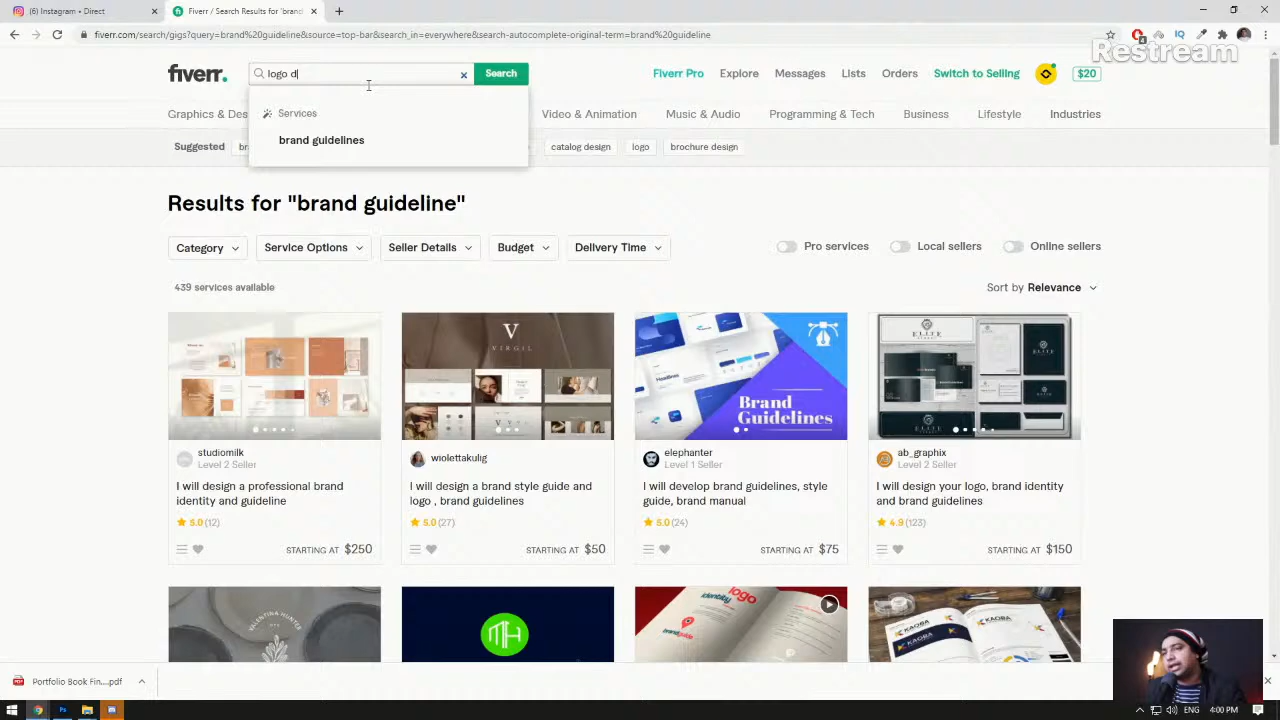 (6) Instagram • Direct
Fiverr / Search Results for 'brand
fiverr.com/search/gigs?query=brand%20guideline&source=top-bar&search_in=everywhere&search-autocomplete-original-term=brand%20guideline
Restream
fiverr.
logo d
Search
Fiverr Pro
Explore
Messages
Lists
Orders
Switch to Selling
$20
Graphics & Des
Video & Animation
Music & Audio
Programming & Tech
Business
Lifestyle
Industries
Services
brand guidelines
Suggested
catalog design
logo
brochure design
Results for "brand guideline"
Category
Service Options
Seller Details
Budget
Delivery Time
Pro services
Local sellers
Online sellers
439 services available
Sort by Relevance
V
VIRGIL
Brand
Guidelines
ELITE
studiomilk
Level 2 Seller
I will design a professional brand
identity and guideline
5.0 (12)
STARTING AT $250
wiolettakulig
I will design a brand style guide and
logo , brand guidelines
5.0 (27)
STARTING AT $50
elephanter
Level 1 Seller
I will develop brand guidelines, style
guide, brand manual
5.0 (24)
STARTING AT $75
ab_graphix
Level 2 Seller
I will design your logo, brand identity
and brand guidelines
4.9 (123)
STARTING AT $150
VALENTINA HUNTER
MH
identity
logo
KAOBA
KAOBA
Portfolio Book Fin....pdf
ENG
4:00 PM